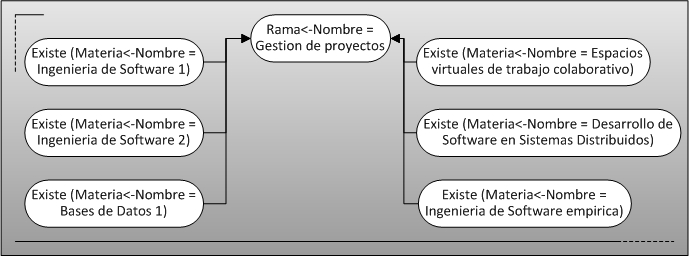 Rama<-Nombre =
Gestion de proyectos
Existe (Materia<-Nombre =
Ingenieria de Software 1)
Existe (Materia<-Nombre =
Ingenieria de Software 2)
Existe (Materia<-Nombre =
Bases de Datos 1)
Existe (Materia<-Nombre = Espacios
virtuales de trabajo colaborativo)
Existe (Materia<-Nombre = Desarrollo de
Software en Sistemas Distribuidos)
Existe (Materia<-Nombre =
Ingenieria de Software empirica)